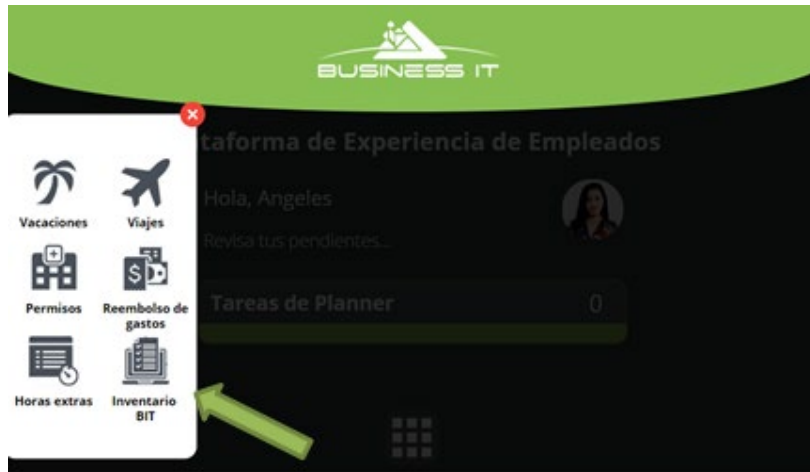 BUSINESS IT
taforma de Experiencia de Empleados
Hola, Angeles
Revisa tus pendientes...
Tareas de Planner 0
Vacaciones Viajes
Permisos Reembolso de
gastos
Horas extras Inventario
BIT